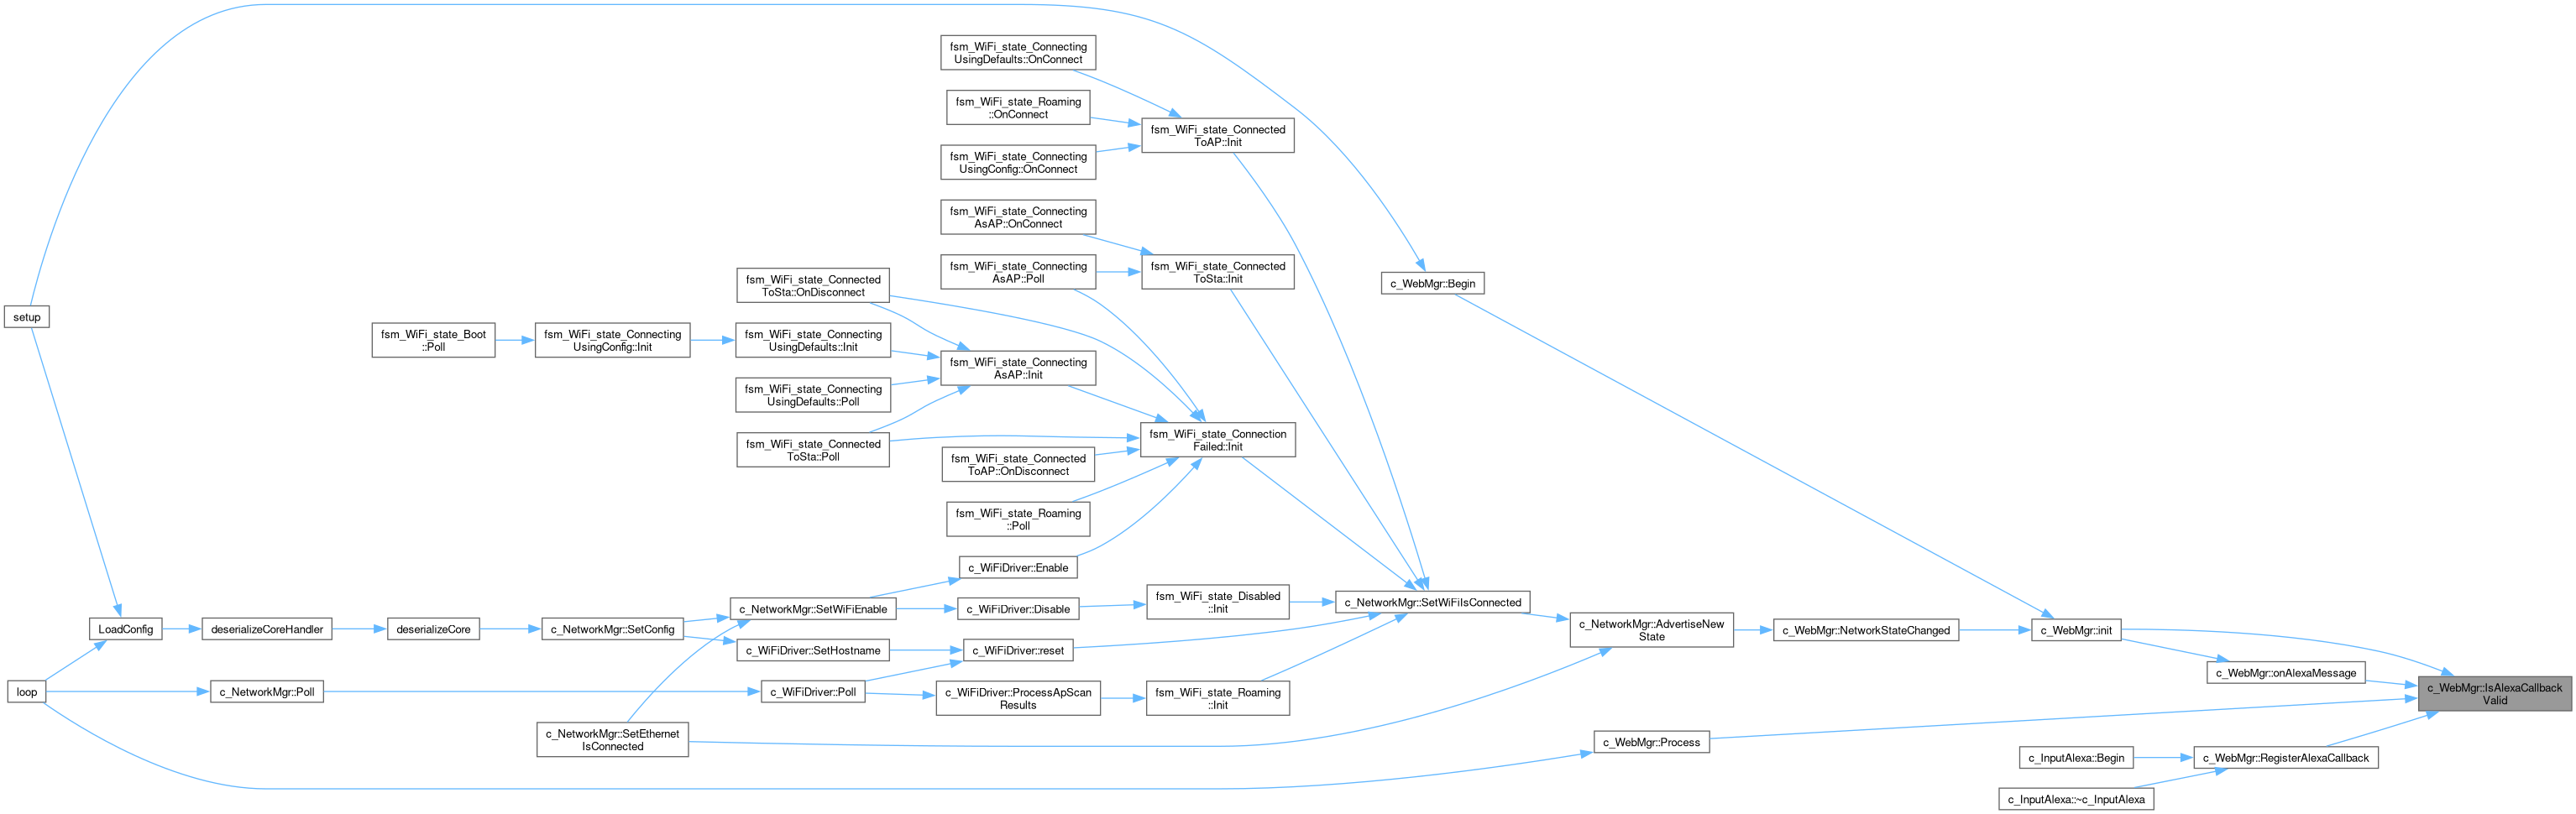 setup
LoadConfig
loop
deserializeCoreHandler
c_NetworkMgr::Poll
fsm_WiFi_state_Boot
::Poll
deserializeCore
fsm_WiFi_state_Connecting
UsingConfig::Init
c_NetworkMgr::SetConfig
c_NetworkMgr::SetEthernet
IsConnected
fsm_WiFi_state_Connected
ToSta::OnDisconnect
fsm_WiFi_state_Connecting
UsingDefaults::Init
fsm_WiFi_state_Connecting
UsingDefaults::Poll
fsm_WiFi_state_Connected
ToSta::Poll
c_NetworkMgr::SetWiFiEnable
c_WiFiDriver::SetHostname
c_WiFiDriver::Poll
fsm_WiFi_state_Connecting
UsingDefaults::OnConnect
fsm_WiFi_state_Roaming
::OnConnect
fsm_WiFi_state_Connecting
UsingConfig::OnConnect
fsm_WiFi_state_Connecting
AsAP::OnConnect
fsm_WiFi_state_Connecting
AsAP::Poll
fsm_WiFi_state_Connecting
AsAP::Init
fsm_WiFi_state_Connected
ToAP::OnDisconnect
fsm_WiFi_state_Roaming
::Poll
c_WiFiDriver::Enable
c_WiFiDriver::Disable
c_WiFiDriver::reset
c_WiFiDriver::ProcessApScan
Results
fsm_WiFi_state_Connected
ToAP::Init
fsm_WiFi_state_Connected
ToSta::Init
fsm_WiFi_state_Connection
Failed::Init
fsm_WiFi_state_Disabled
::Init
fsm_WiFi_state_Roaming
::Init
c_WebMgr::Begin
c_NetworkMgr::SetWiFiIsConnected
c_NetworkMgr::AdvertiseNew
State
c_WebMgr::Process
c_WebMgr::NetworkStateChanged
c_WebMgr::init
c_InputAlexa::Begin
c_InputAlexa::~c_InputAlexa
c_WebMgr::onAlexaMessage
c_WebMgr::RegisterAlexaCallback
c_WebMgr::IsAlexaCallback
Valid